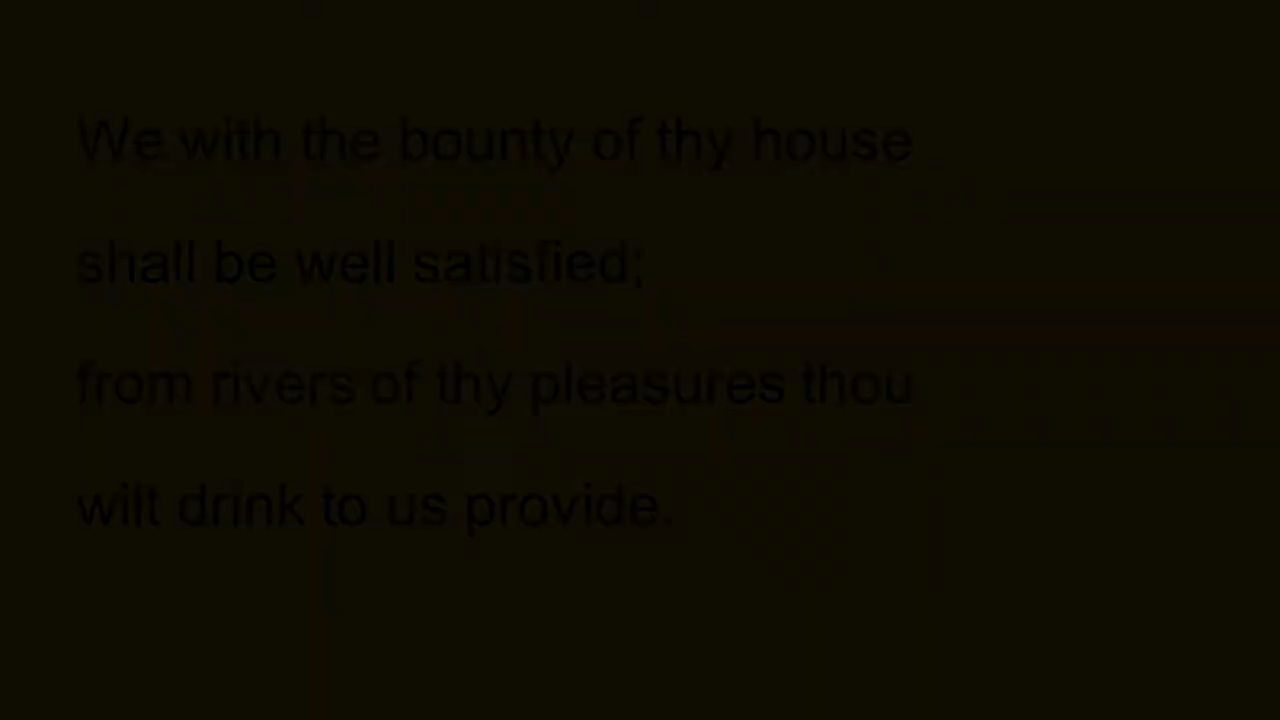 We with the bounty of thy house
shall be well satisfied;
from rivers of thy pleasures thou
wilt drink to us provide.